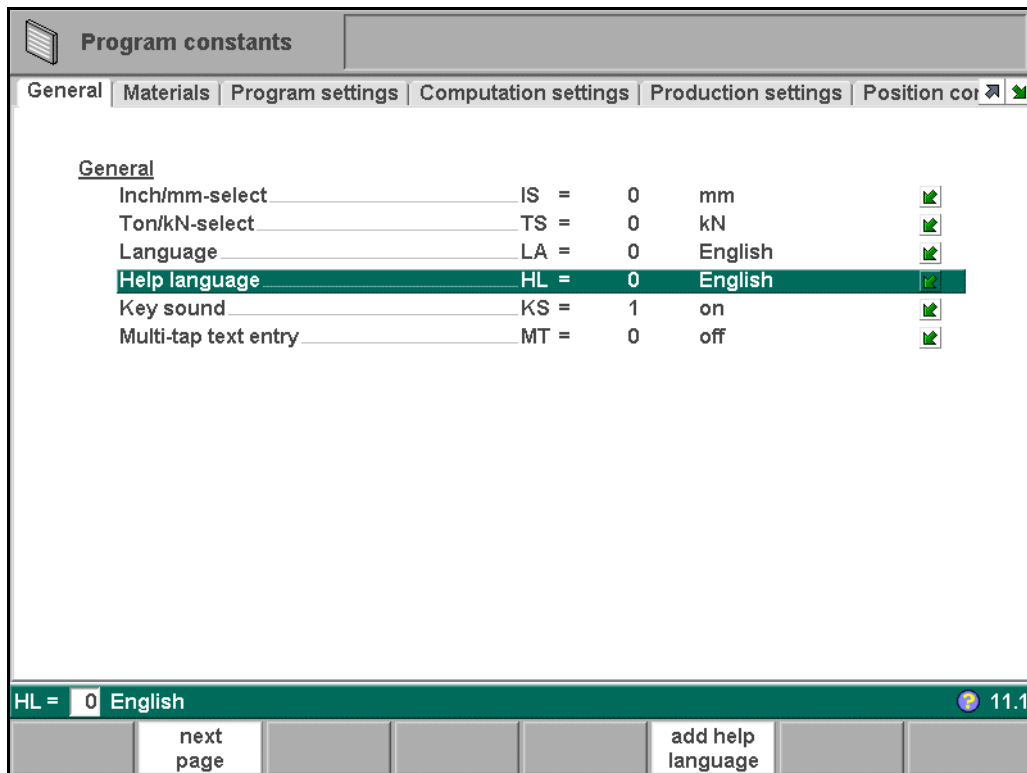 Program constants
General Materials Program settings Computation settings Production settings Position cor
General
Inch/mm-select IS = 0 mm
Ton/kN-select TS = 0 kN
Language LA = 0 English
Help language HL = 0 English
Key sound KS = 1 on
Multi-tap text entry MT = 0 off
HL = 0 English ? 11.1
next page add help language